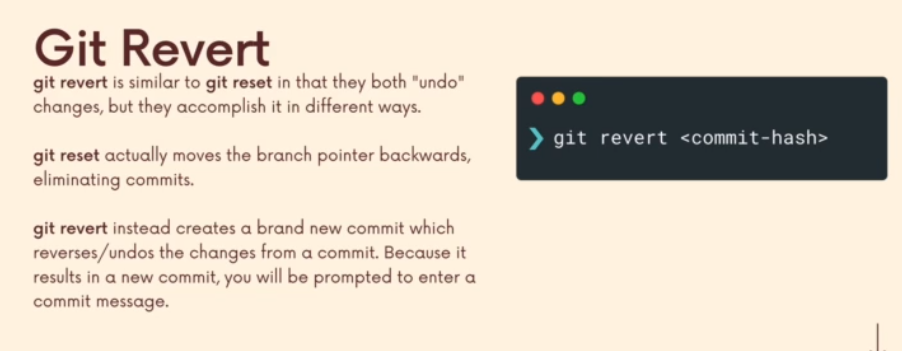 Git Revert
git revert is similar to git reset in that they both "undo"
changes, but they accomplish it in different ways.
git reset actually moves the branch pointer backwards,
eliminating commits.
git revert instead creates a brand new commit which
reverses/undos the changes from a commit. Because it
results in a new commit, you will be prompted to enter a
commit message.
❯ git revert <commit-hash>